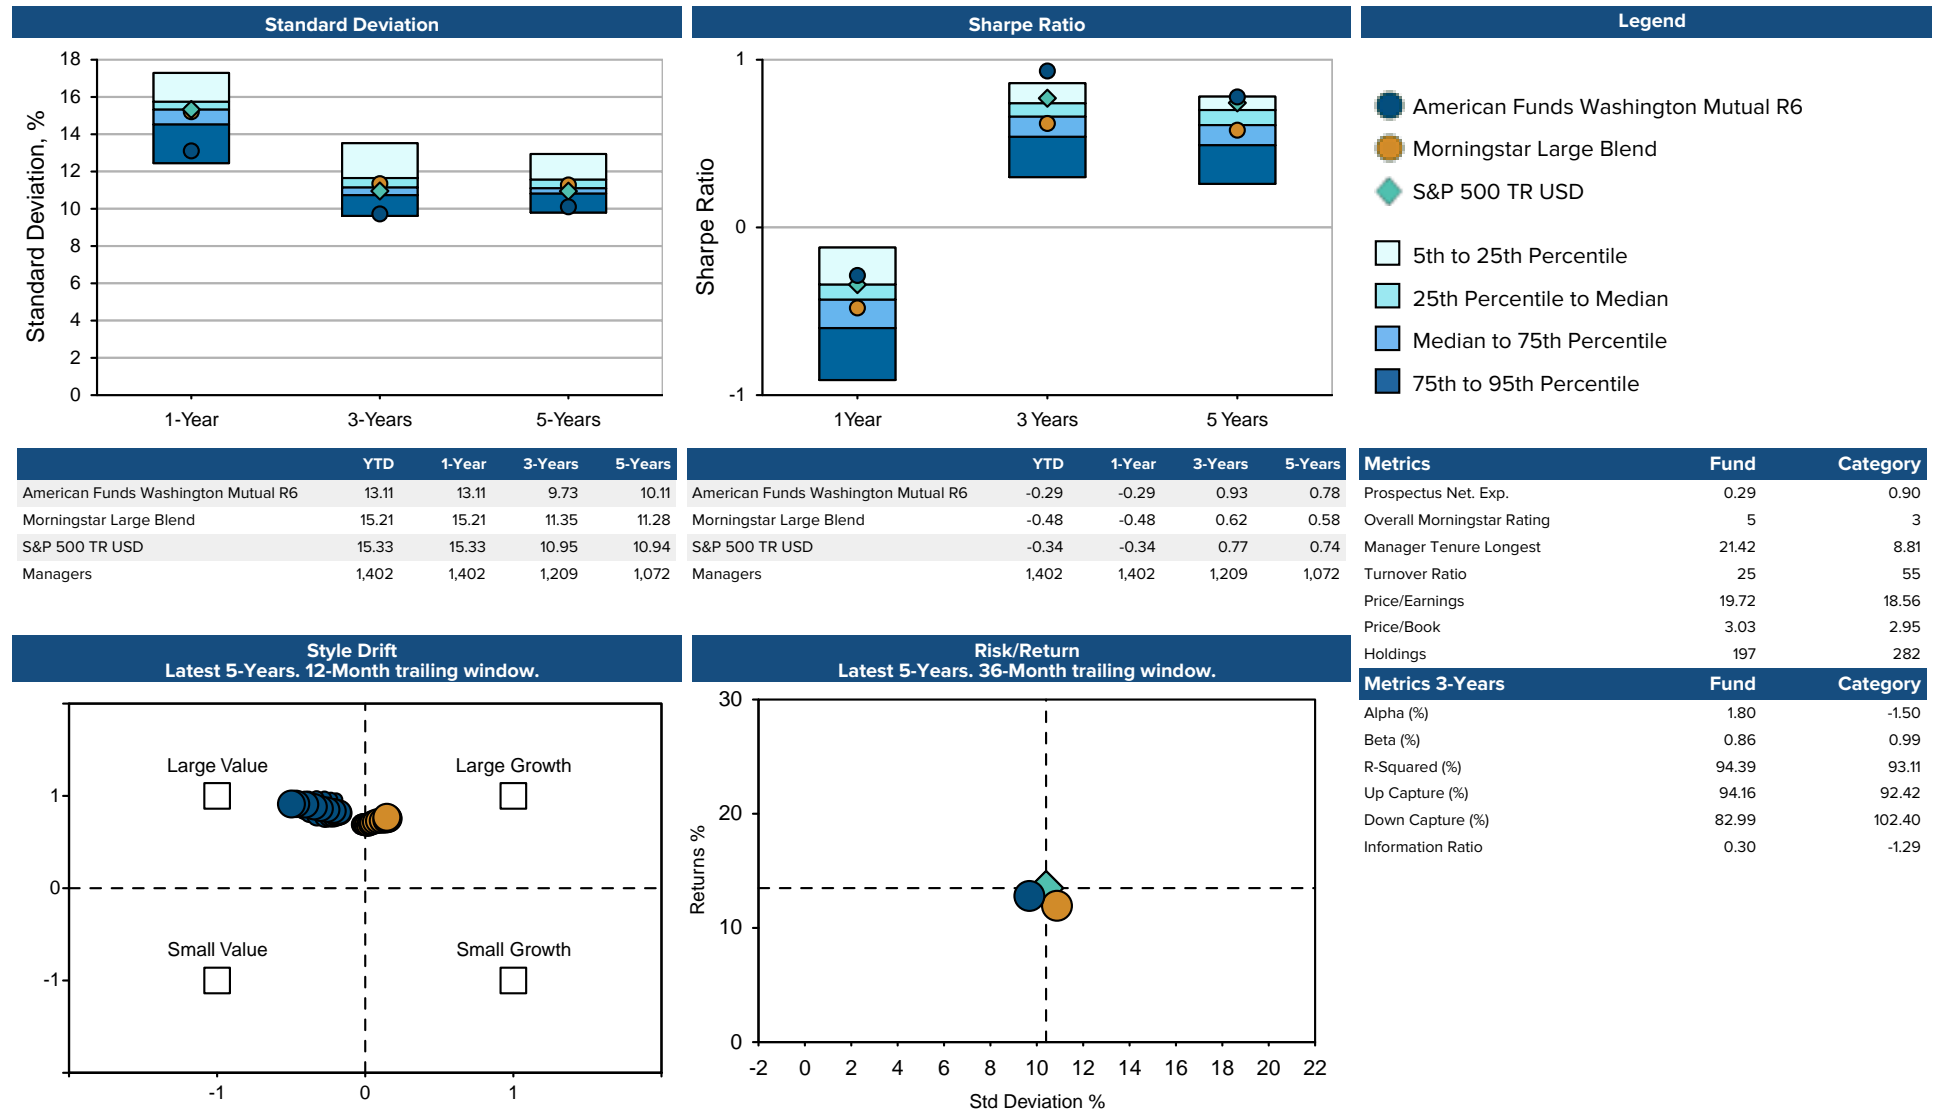 Standard Deviation
18
16
14
12
10
8
6
4
2
0
Standard Deviation, %
1-Year
3-Years
5-Years
Sharpe Ratio
1
0
-1
Sharpe Ratio
1Year
3 Years
5 Years
Legend
American Funds Washington Mutual R6
Morningstar Large Blend
S&P 500 TR USD
5th to 25th Percentile
25th Percentile to Median
Median to 75th Percentile
75th to 95th Percentile
YTD 1-Year 3-Years 5-Years
American Funds Washington Mutual R6 13.11 13.11 9.73 10.11
Morningstar Large Blend 15.21 15.21 11.35 11.28
S&P 500 TR USD 15.33 15.33 10.95 10.94
Managers 1,402 1,402 1,209 1,072
YTD 1-Year 3-Years 5-Years
American Funds Washington Mutual R6 -0.29 -0.29 0.93 0.78
Morningstar Large Blend -0.48 -0.48 0.62 0.58
S&P 500 TR USD -0.34 -0.34 0.77 0.74
Managers 1,402 1,402 1,209 1,072
Metrics Fund Category
Prospectus Net. Exp. 0.29 0.90
Overall Morningstar Rating 5 3
Manager Tenure Longest 21.42 8.81
Turnover Ratio 25 55
Price/Earnings 19.72 18.56
Price/Book 3.03 2.95
Holdings 197 282
Metrics 3-Years Fund Category
Alpha (%) 1.80 -1.50
Beta (%) 0.86 0.99
R-Squared (%) 94.39 93.11
Up Capture (%) 94.16 92.42
Down Capture (%) 82.99 102.40
Information Ratio 0.30 -1.29
Style Drift
Latest 5-Years. 12-Month trailing window.
Large Value
Large Growth
Small Value
Small Growth
1
0
-1
-1 0 1
Risk/Return
Latest 5-Years. 36-Month trailing window.
30
20
10
0
Returns %
-2 0 2 4 6 8 10 12 14 16 18 20 22
Std Deviation %